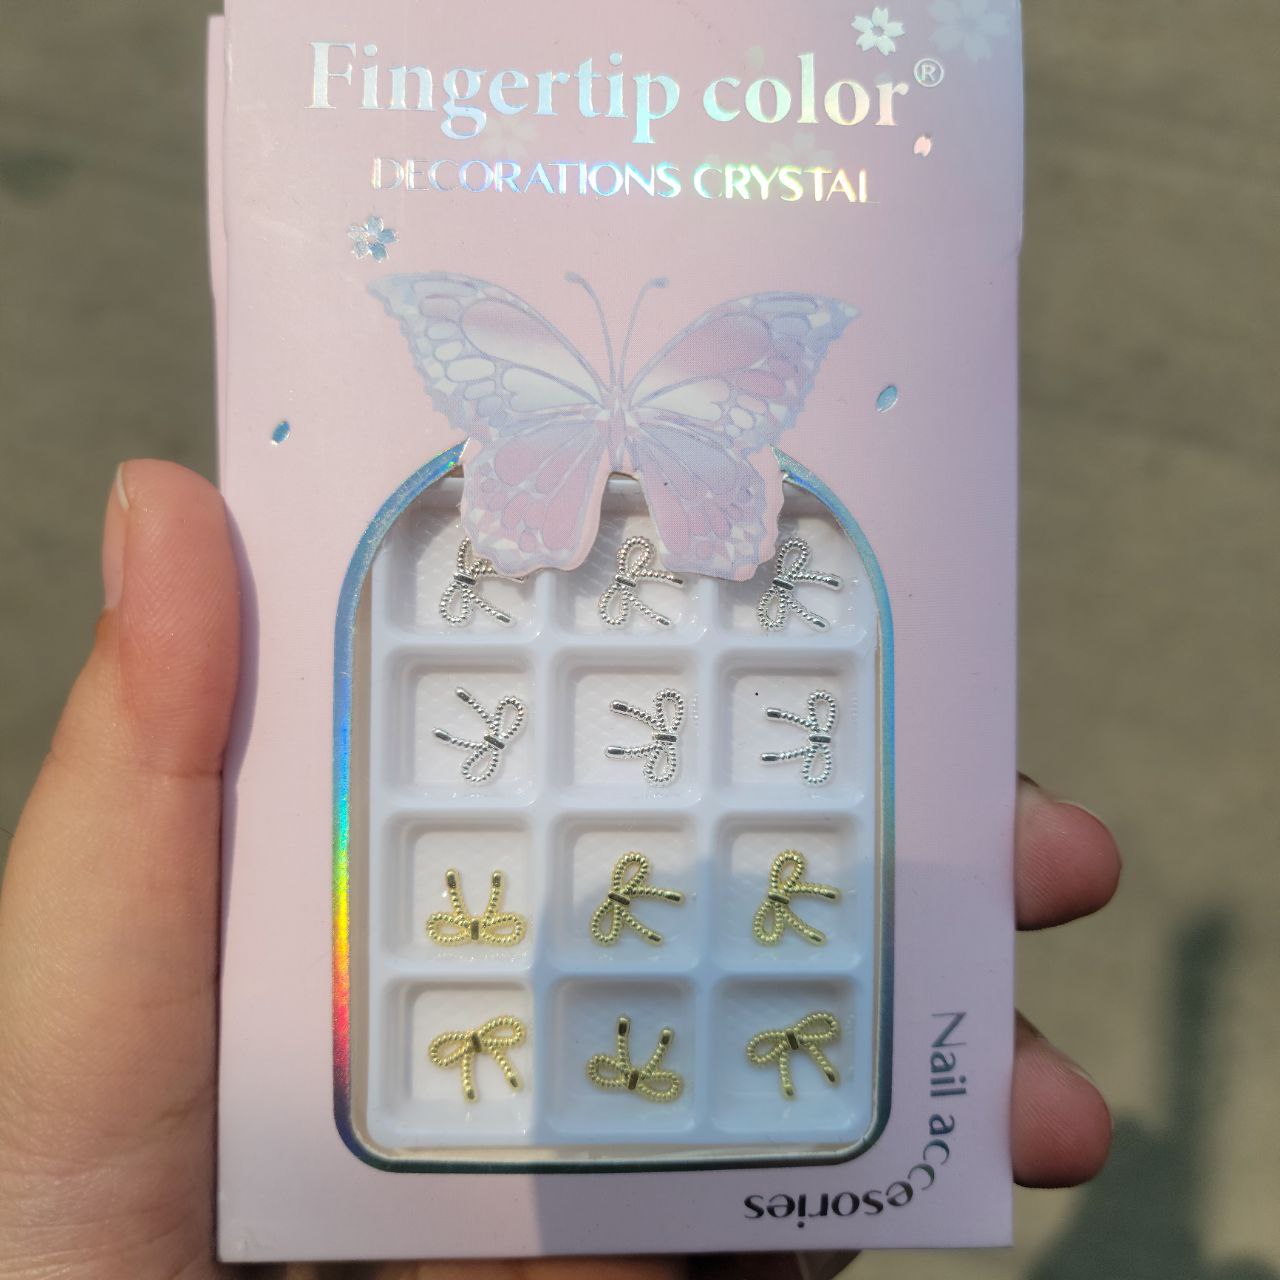 Fingertip color®
DECORATIONS CRYSTAL
Nail accesories